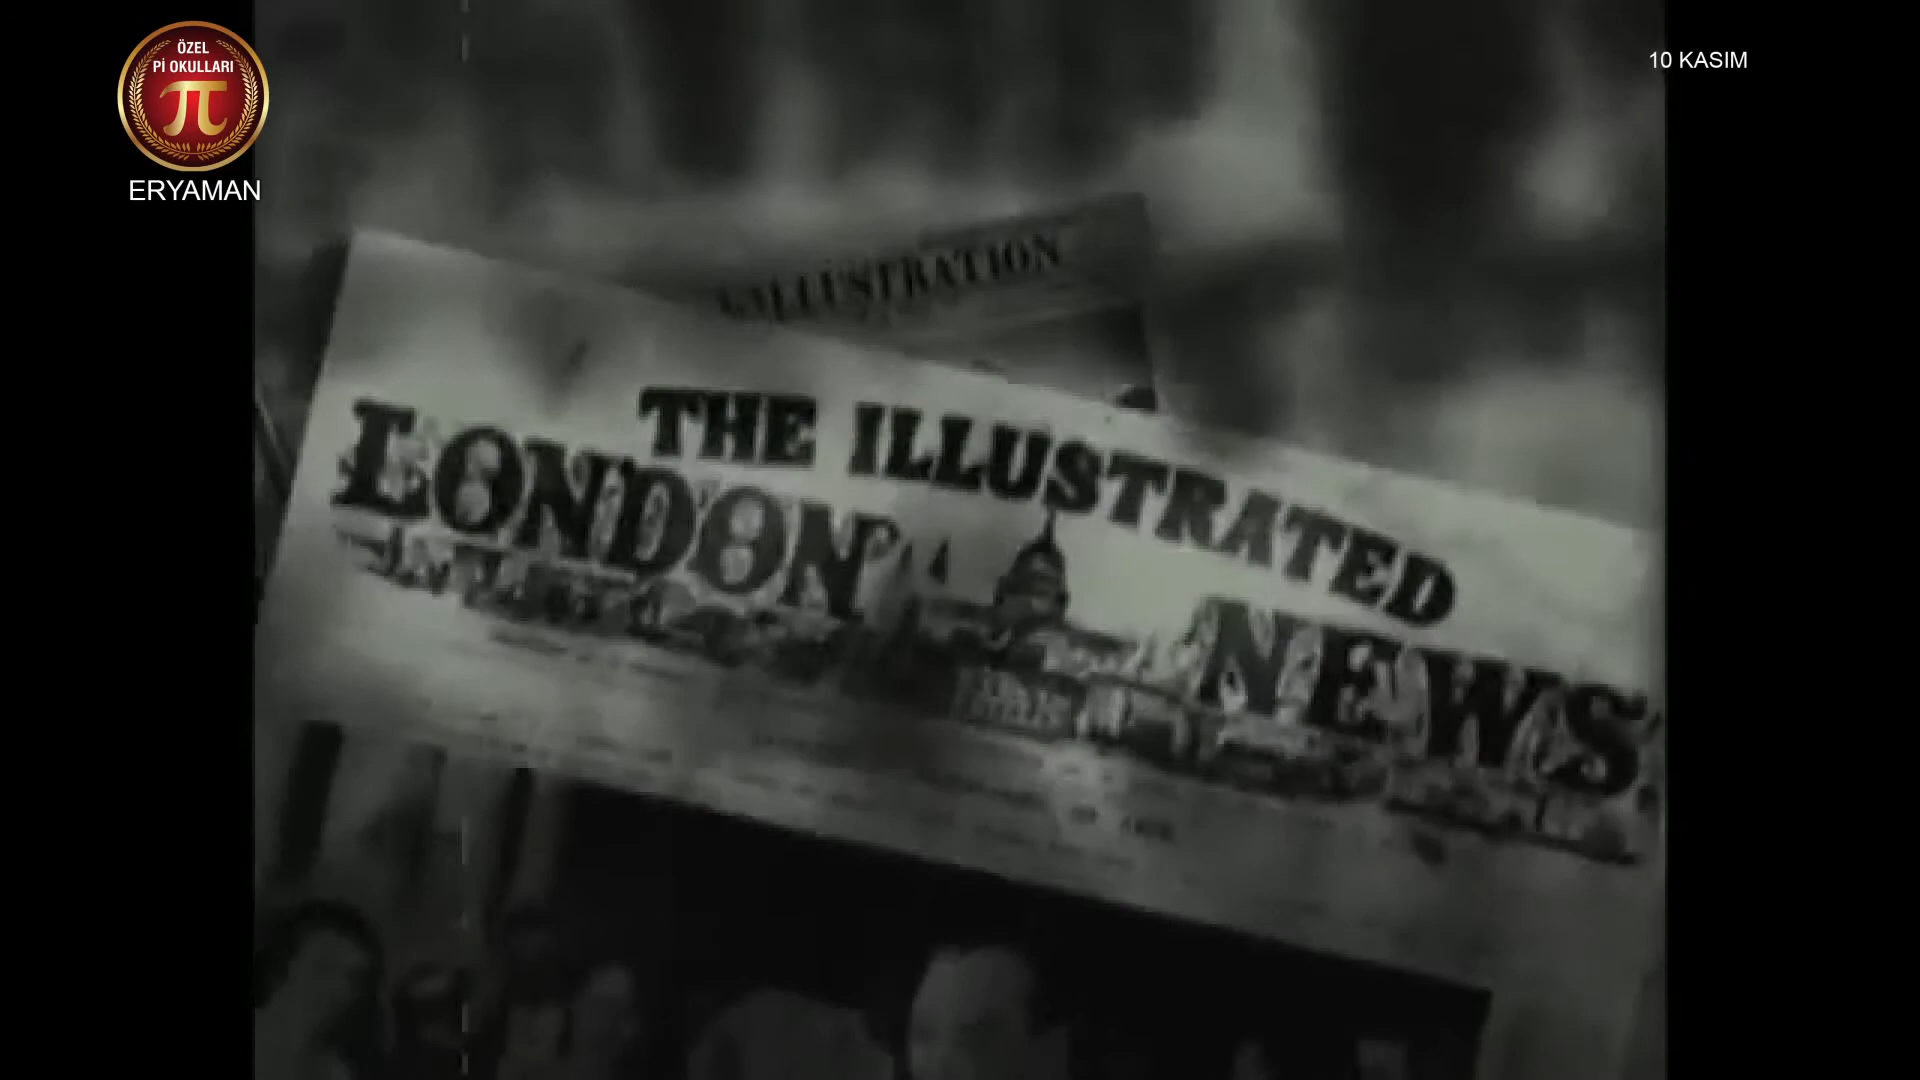 ÖZEL
Pİ OKULLARI
π
ERYAMAN
10 KASIM
L'ILLUSTRATION
THE ILLUSTRATED
LONDON NEWS